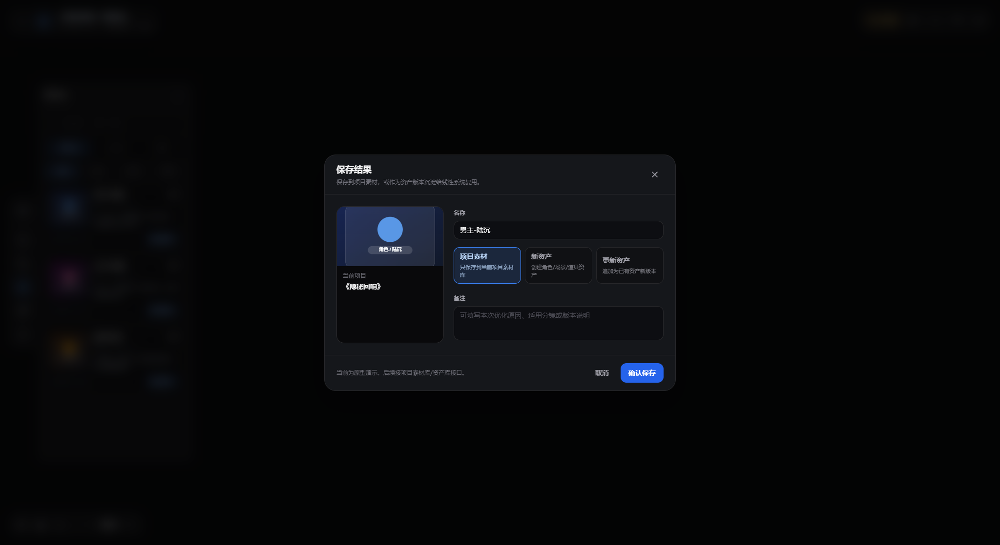 保存结果
保存到项目素材，或作为资产版本沉淀给线性系统复用。
角色 / 陆沉
当前项目
《隐秘回响》
名称
男主-陆沉
项目素材
只保存到当前项目素材
库
新资产
创建角色/场景/道具资
产
更新资产
追加为已有资产新版本
备注
可填写本次优化原因、适用分镜或版本说明
当前为原型演示，后续接项目素材库/资产库接口。
取消
确认保存